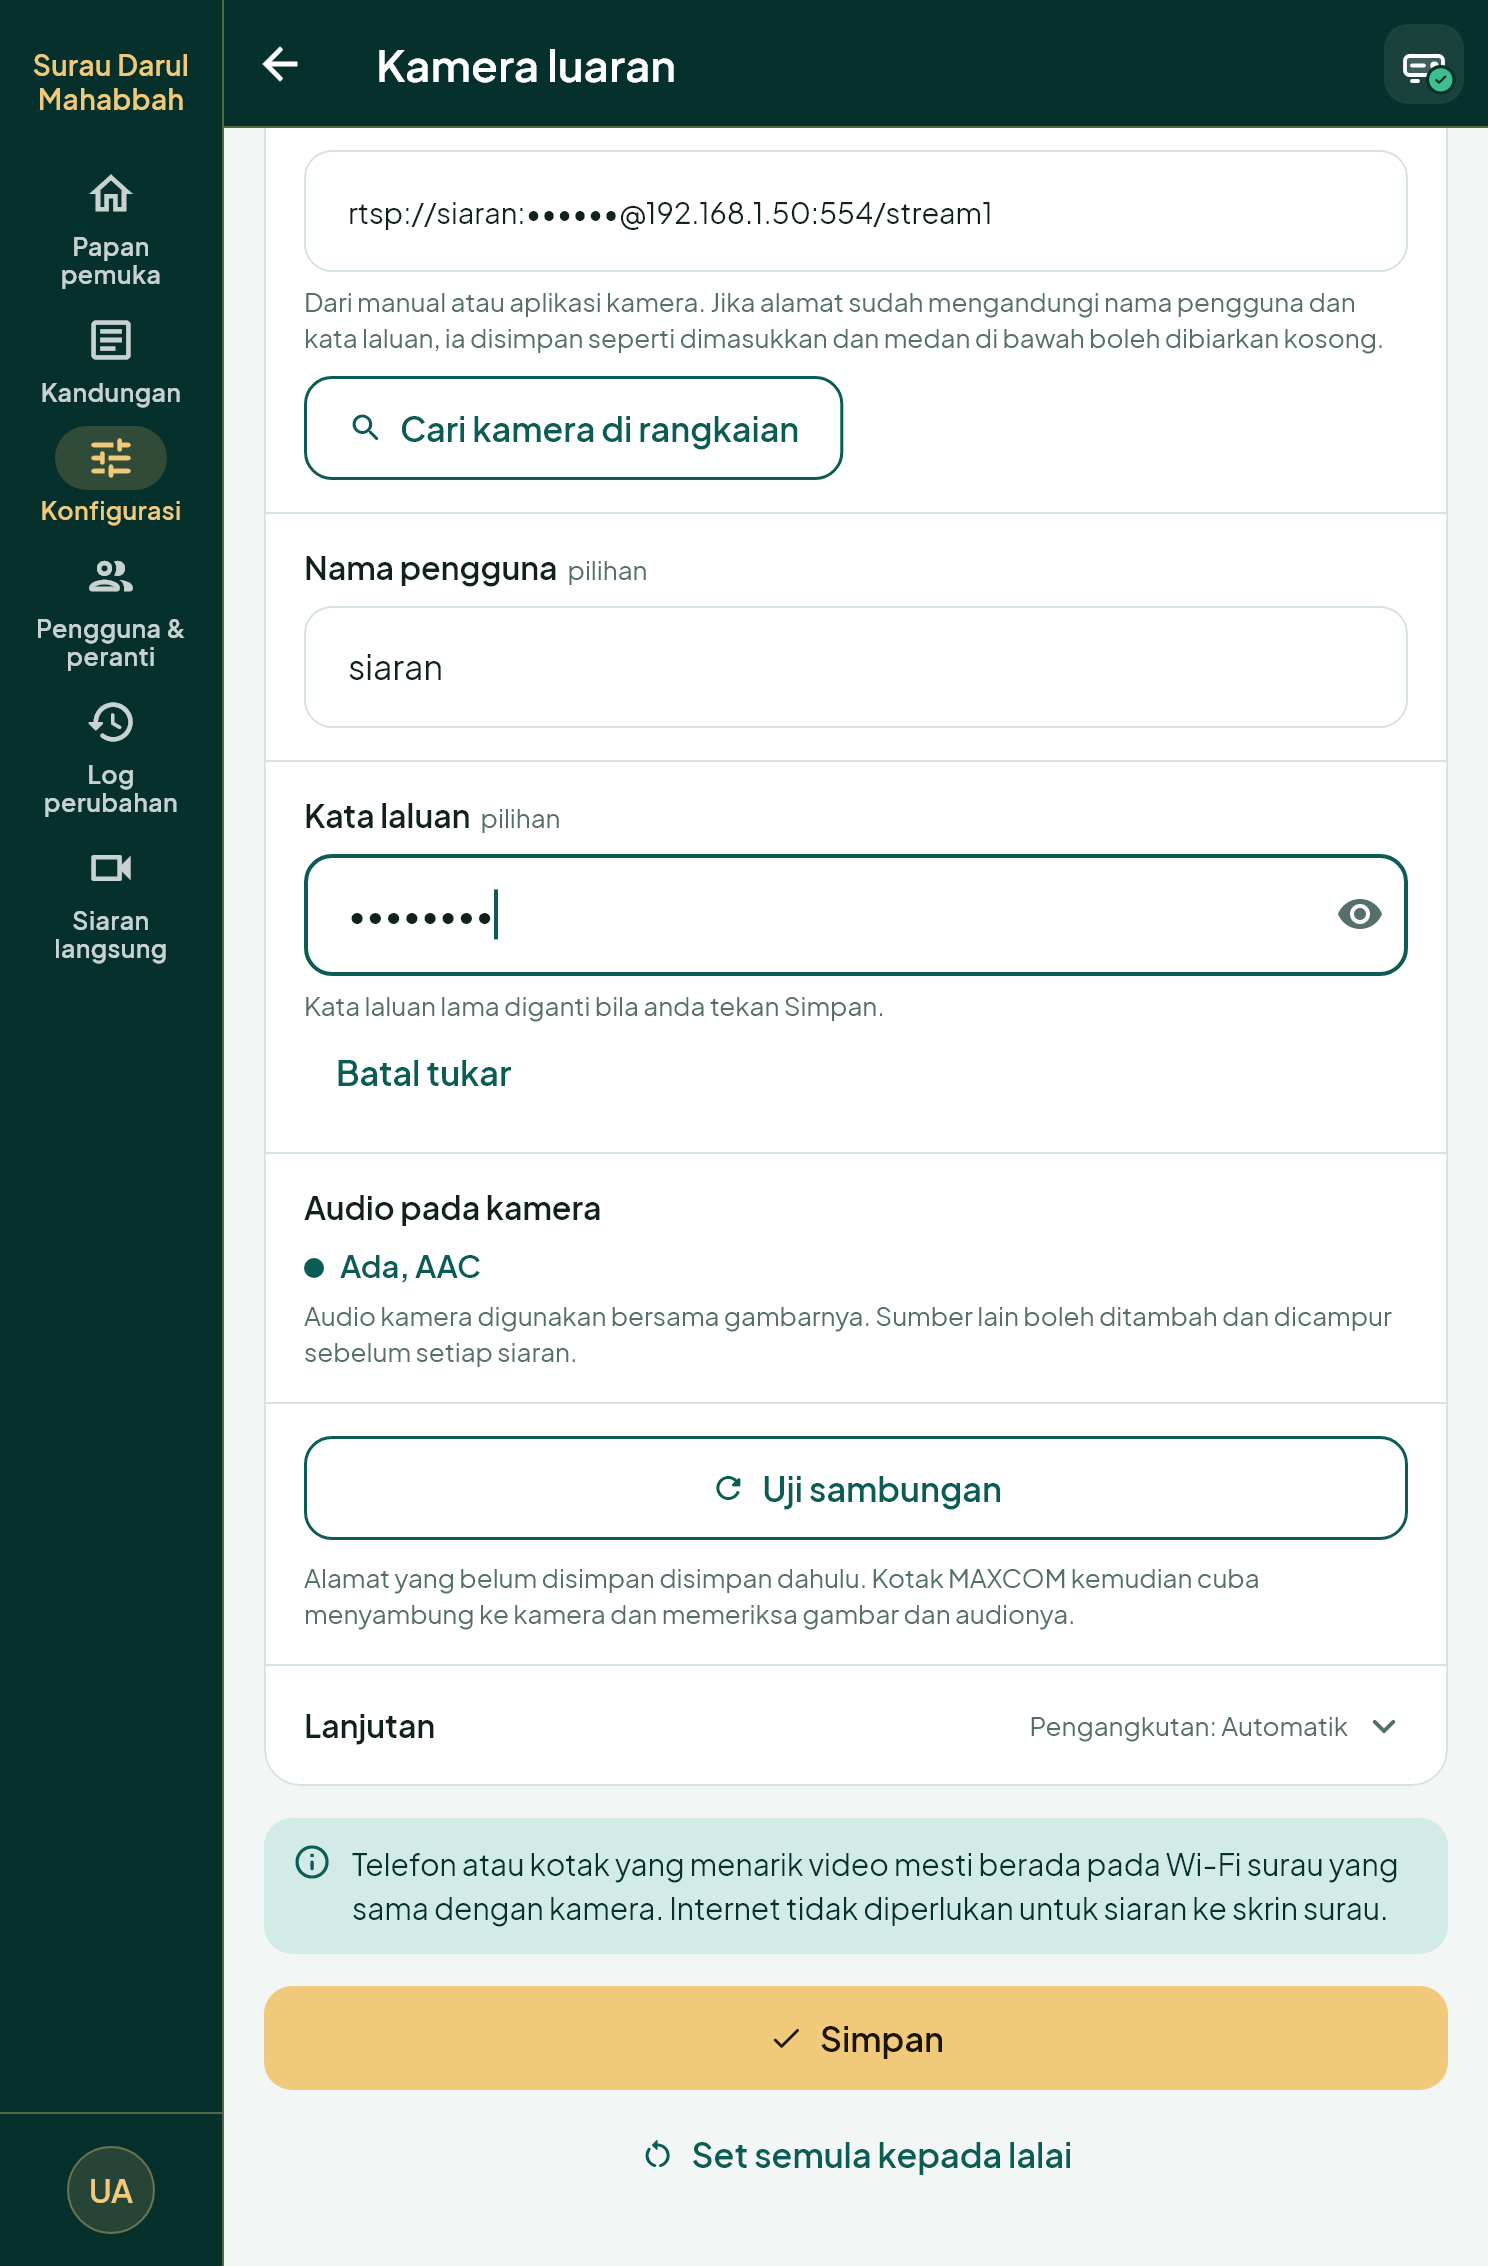 Surau Darul
Mahabbah
Papan
pemuka
Kandungan
Konfigurasi
Pengguna &
peranti
Log
perubahan
Siaran
langsung
UA
Kamera luaran
rtsp://siaran:••••••@192.168.1.50:554/stream1
Dari manual atau aplikasi kamera. Jika alamat sudah mengandungi nama pengguna dan
kata laluan, ia disimpan seperti dimasukkan dan medan di bawah boleh dibiarkan kosong.
Cari kamera di rangkaian
Nama pengguna pilihan
siaran
Kata laluan pilihan
••••••••
Kata laluan lama diganti bila anda tekan Simpan.
Batal tukar
Audio pada kamera
Ada, AAC
Audio kamera digunakan bersama gambarnya. Sumber lain boleh ditambah dan dicampur
sebelum setiap siaran.
Uji sambungan
Alamat yang belum disimpan disimpan dahulu. Kotak MAXCOM kemudian cuba
menyambung ke kamera dan memeriksa gambar dan audionya.
Lanjutan Pengangkutan: Automatik
Telefon atau kotak yang menarik video mesti berada pada Wi-Fi surau yang
sama dengan kamera. Internet tidak diperlukan untuk siaran ke skrin surau.
Simpan
Set semula kepada lalai